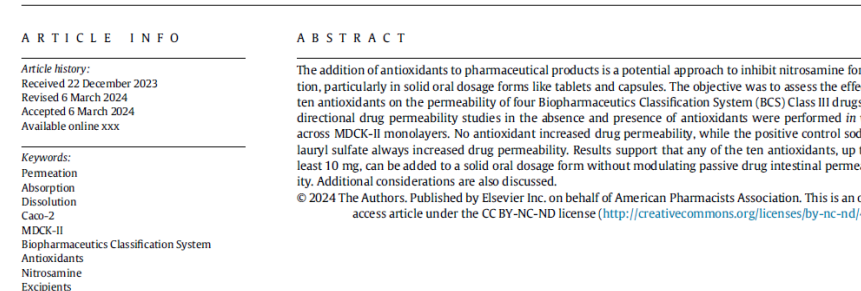 ARTICLE INFO
Article history:
Received 22 December 2023
Revised 6 March 2024
Accepted 6 March 2024
Available online xxx
Keywords:
Permeation
Absorption
Dissolution
Caco-2
MDCK-II
Biopharmaceutics Classification System
Antioxidants
Nitrosamine
Excipients
ABSTRACT
The addition of antioxidants to pharmaceutical products is a potential approach to inhibit nitrosamine for
tion, particularly in solid oral dosage forms like tablets and capsules. The objective was to assess the effe
ten antioxidants on the permeability of four Biopharmaceutics Classification System (BCS) Class III drugs
directional drug permeability studies in the absence and presence of antioxidants were performed in
across MDCK-II monolayers. No antioxidant increased drug permeability, while the positive control sod
lauryl sulfate always increased drug permeability. Results support that any of the ten antioxidants, up
least 10 mg, can be added to a solid oral dosage form without modulating passive drug intestinal perme
ity. Additional considerations are also discussed.
© 2024 The Authors. Published by Elsevier Inc. on behalf of American Pharmacists Association. This is an
access article under the CC BY-NC-ND license (http://creativecommons.org/licenses/by-nc-nd/